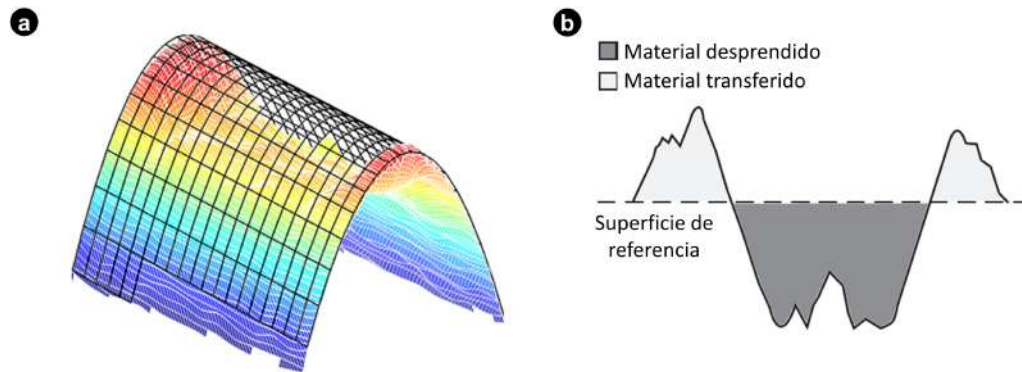 a
b
Material desprendido
Material transferido
Superficie de
referencia